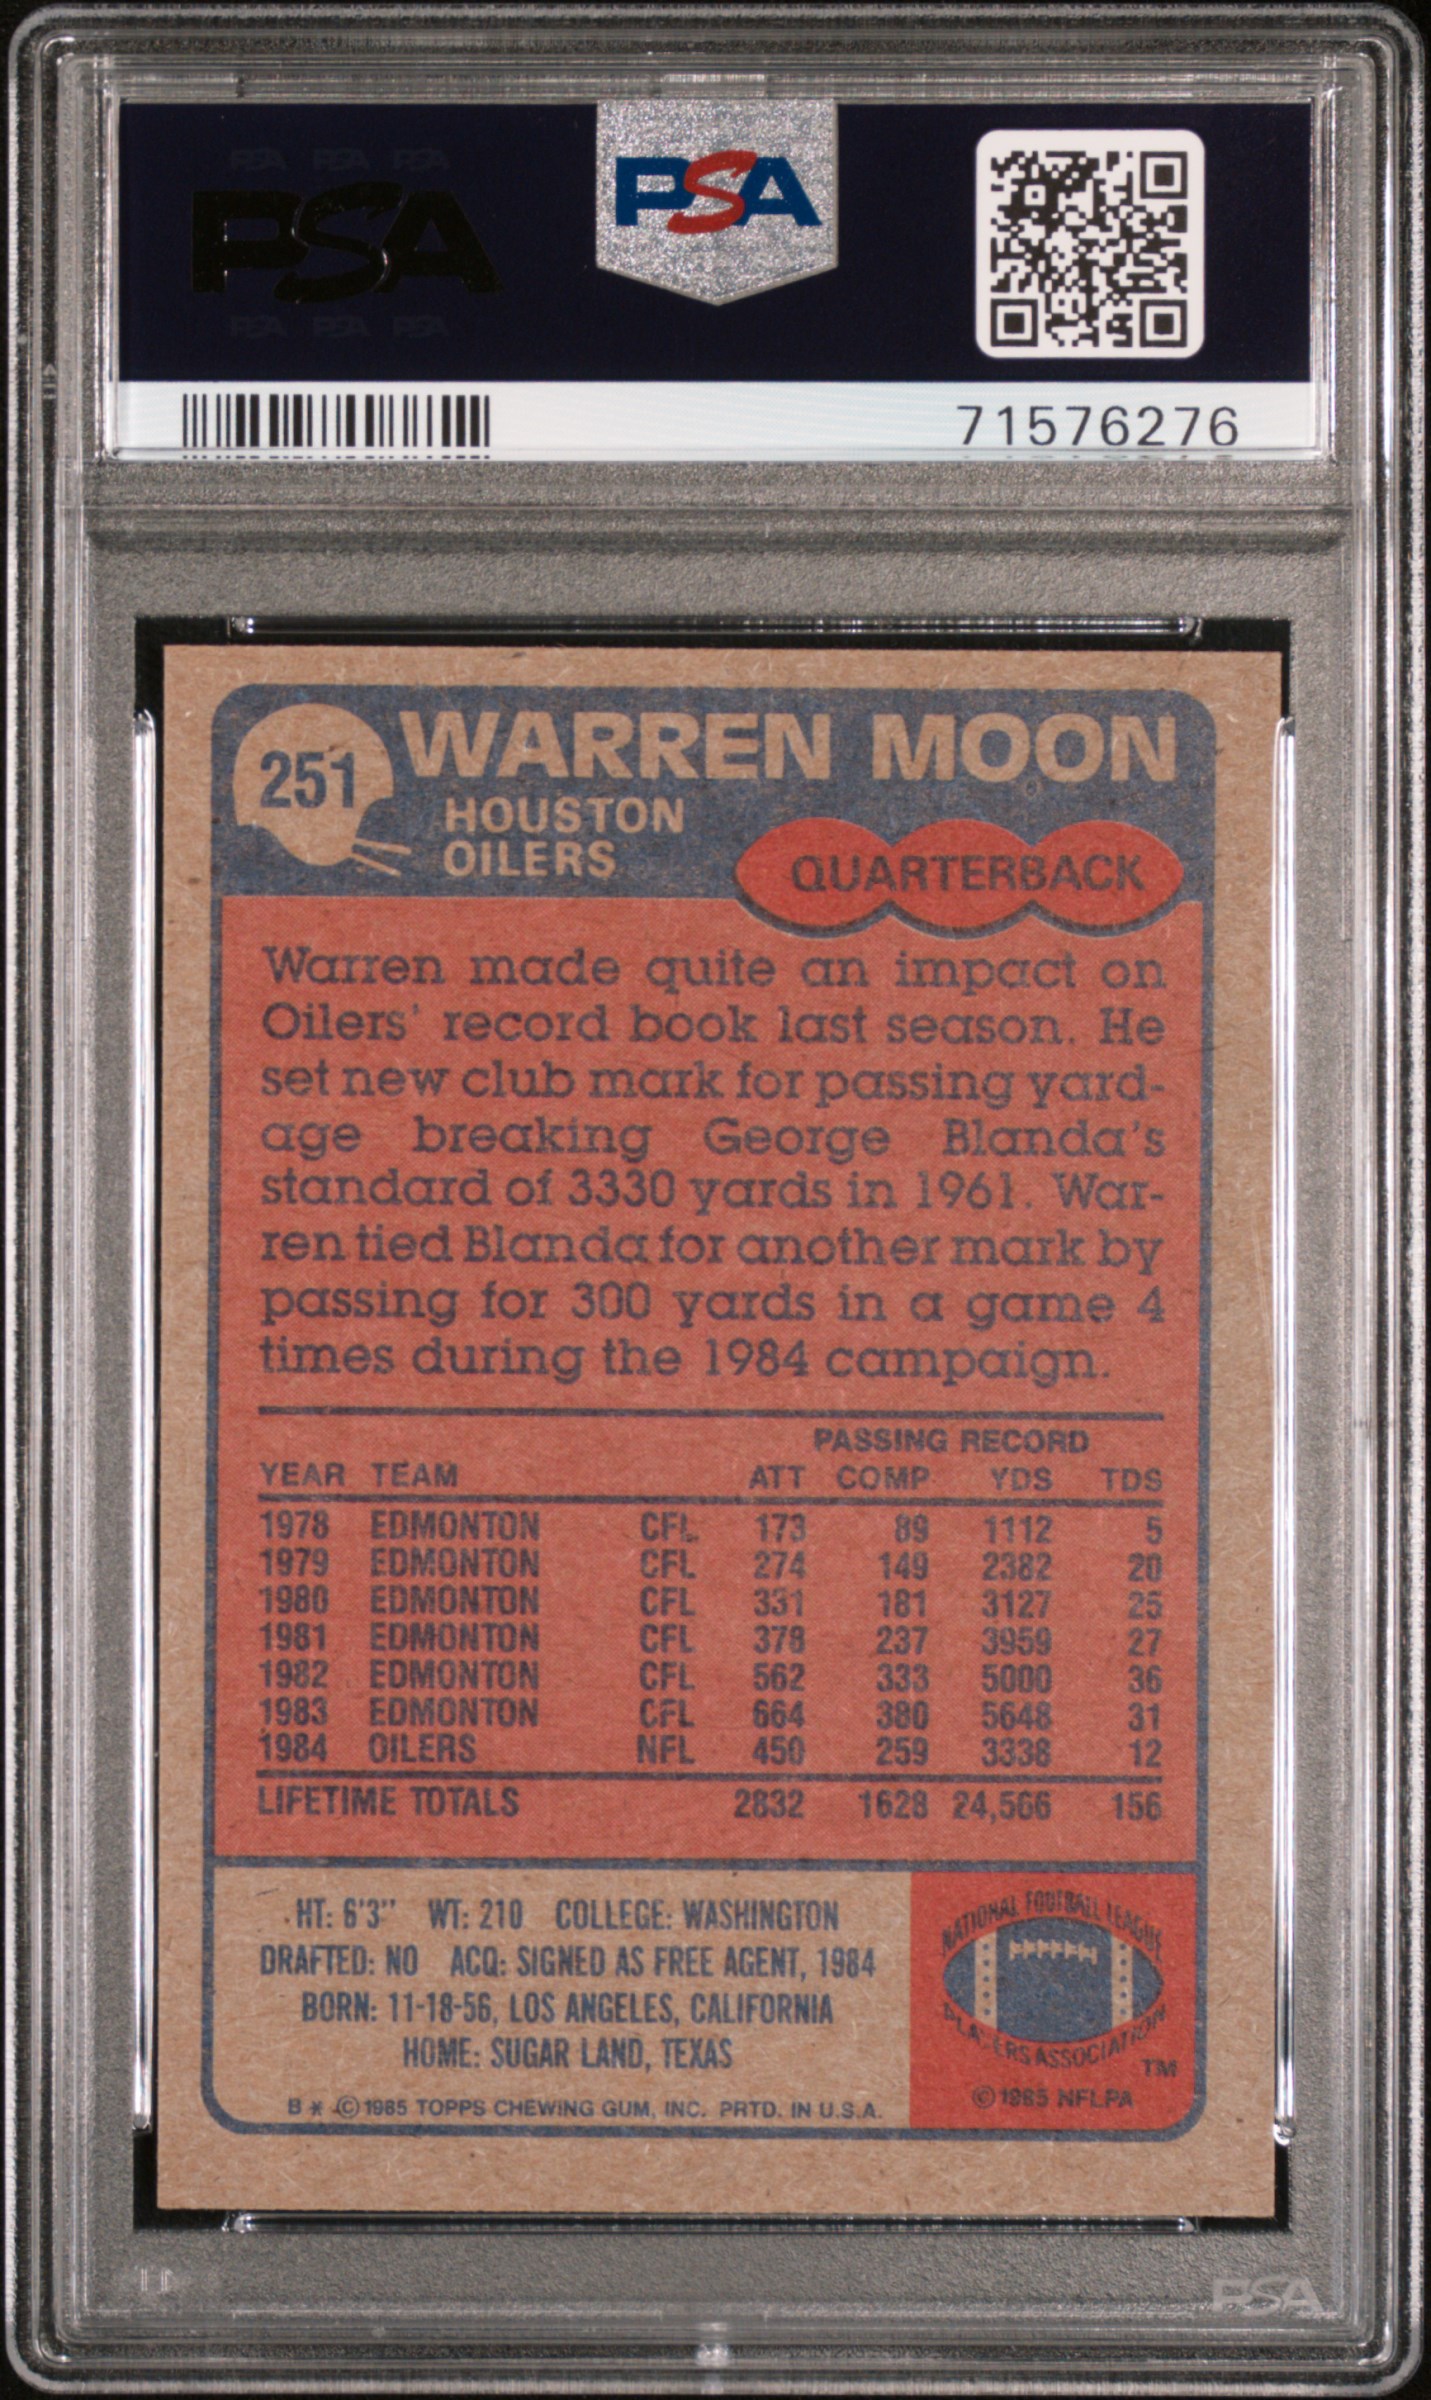 PSA PSA PSA
PSA
PSA PSA PSA
PSA
71576276
251
WARREN MOON
HOUSTON
OILERS
QUARTERBACK
Warren made quite an impact on
Oilers' record book last season. He
set new club mark for passing yard-
age breaking George Blanda's
standard of 3330 yards in 1961. War-
ren tied Blanda for another mark by
passing for 300 yards in a game 4
times during the 1984 campaign.
PASSING RECORD
YEAR TEAM ATT COMP. YDS TDS
1978 EDMONTON CFL 173 89 1112 5
1979 EDMONTON CFL 274 149 2382 20
1980 EDMONTON CFL 331 181 3127 25
1981 EDMONTON CFL 378 237 3959 27
1982 EDMONTON CFL 562 333 5000 36
1983 EDMONTON CFL 664 380 5648 31
1984 OILERS NFL 450 259 3338 12
LIFETIME TOTALS 2832 1628 24,566 156
HT: 6'3" WT: 210 COLLEGE: WASHINGTON
DRAFTED: NO ACQ: SIGNED AS FREE AGENT, 1984
BORN: 11-18-56, LOS ANGELES, CALIFORNIA
HOME: SUGAR LAND, TEXAS
B * © 1985 TOPPS CHEWING GUM, INC. PRTD. IN U.S.A.
NATIONAL FOOTBALL LEAGUE
PLAYERS ASSOCIATION
TM
© 1985 NFLPA
PSA